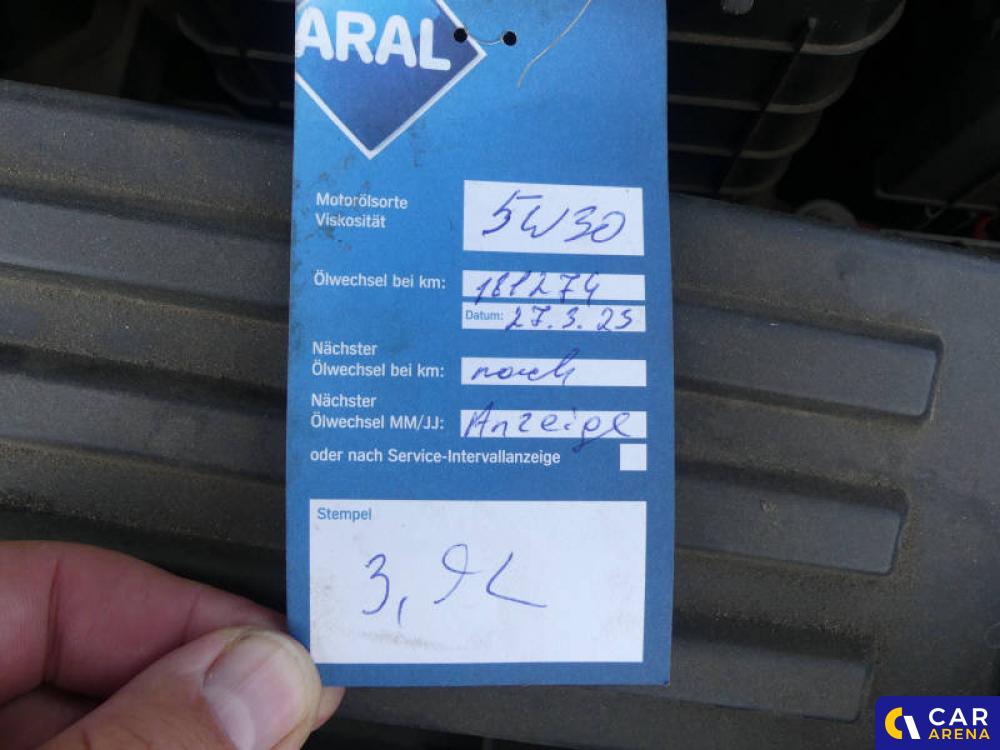 ARAL
Motorölsorte
Viskosität
5W30
Ölwechsel bei km:
181274
Datum: 27.3.25
Nächster
Ölwechsel bei km:
nach
Nächster
Ölwechsel MM/JJ:
Anzeige
oder nach Service-Intervallanzeige
Stempel
3,9L
CAR
ARENA